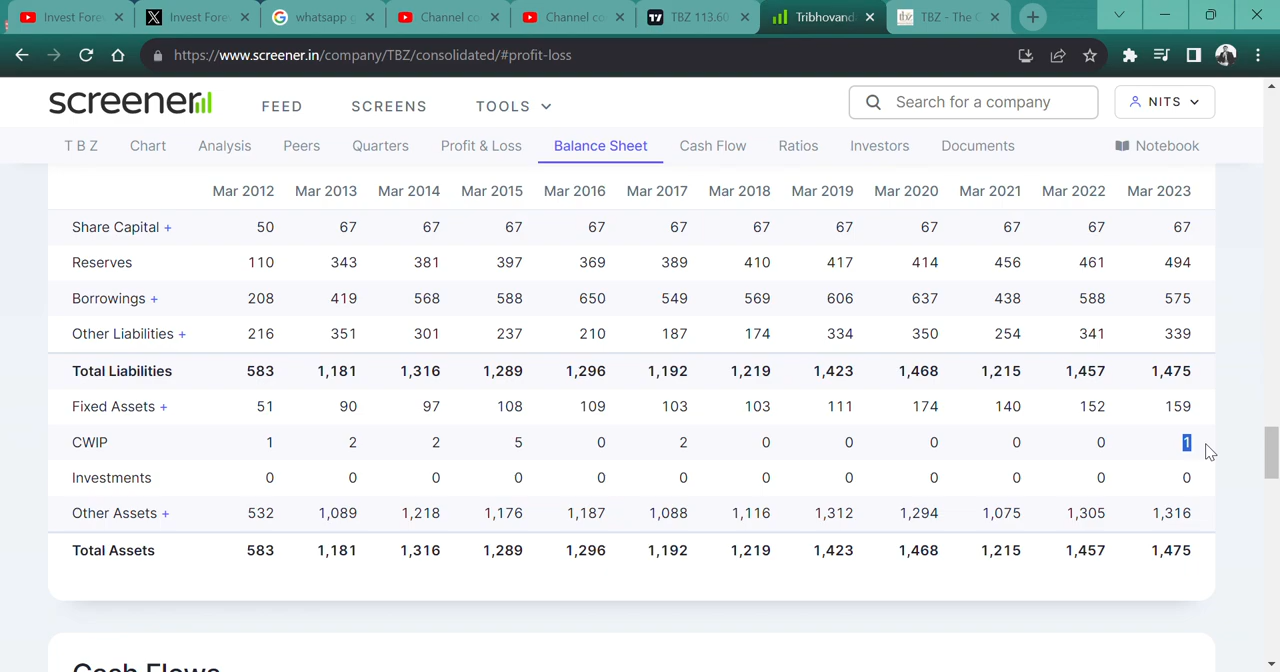 Invest Fore
Invest Fore
whatsapp g
Channel co
Channel co
TBZ 113.60
Tribhovand
TBZ - The
https://www.screener.in/company/TBZ/consolidated/#profit-loss
screener
FEED SCREENS TOOLS
Search for a company
NITS
T B Z Chart Analysis Peers Quarters Profit & Loss Balance Sheet Cash Flow Ratios Investors Documents Notebook
Mar 2012 Mar 2013 Mar 2014 Mar 2015 Mar 2016 Mar 2017 Mar 2018 Mar 2019 Mar 2020 Mar 2021 Mar 2022 Mar 2023
Share Capital + 50 67 67 67 67 67 67 67 67 67 67 67
Reserves 110 343 381 397 369 389 410 417 414 456 461 494
Borrowings + 208 419 568 588 650 549 569 606 637 438 588 575
Other Liabilities + 216 351 301 237 210 187 174 334 350 254 341 339
Total Liabilities 583 1,181 1,316 1,289 1,296 1,192 1,219 1,423 1,468 1,215 1,457 1,475
Fixed Assets + 51 90 97 108 109 103 103 111 174 140 152 159
CWIP 1 2 2 5 0 2 0 0 0 0 0 1
Investments 0 0 0 0 0 0 0 0 0 0 0 0
Other Assets + 532 1,089 1,218 1,176 1,187 1,088 1,116 1,312 1,294 1,075 1,305 1,316
Total Assets 583 1,181 1,316 1,289 1,296 1,192 1,219 1,423 1,468 1,215 1,457 1,475
Cash Flows